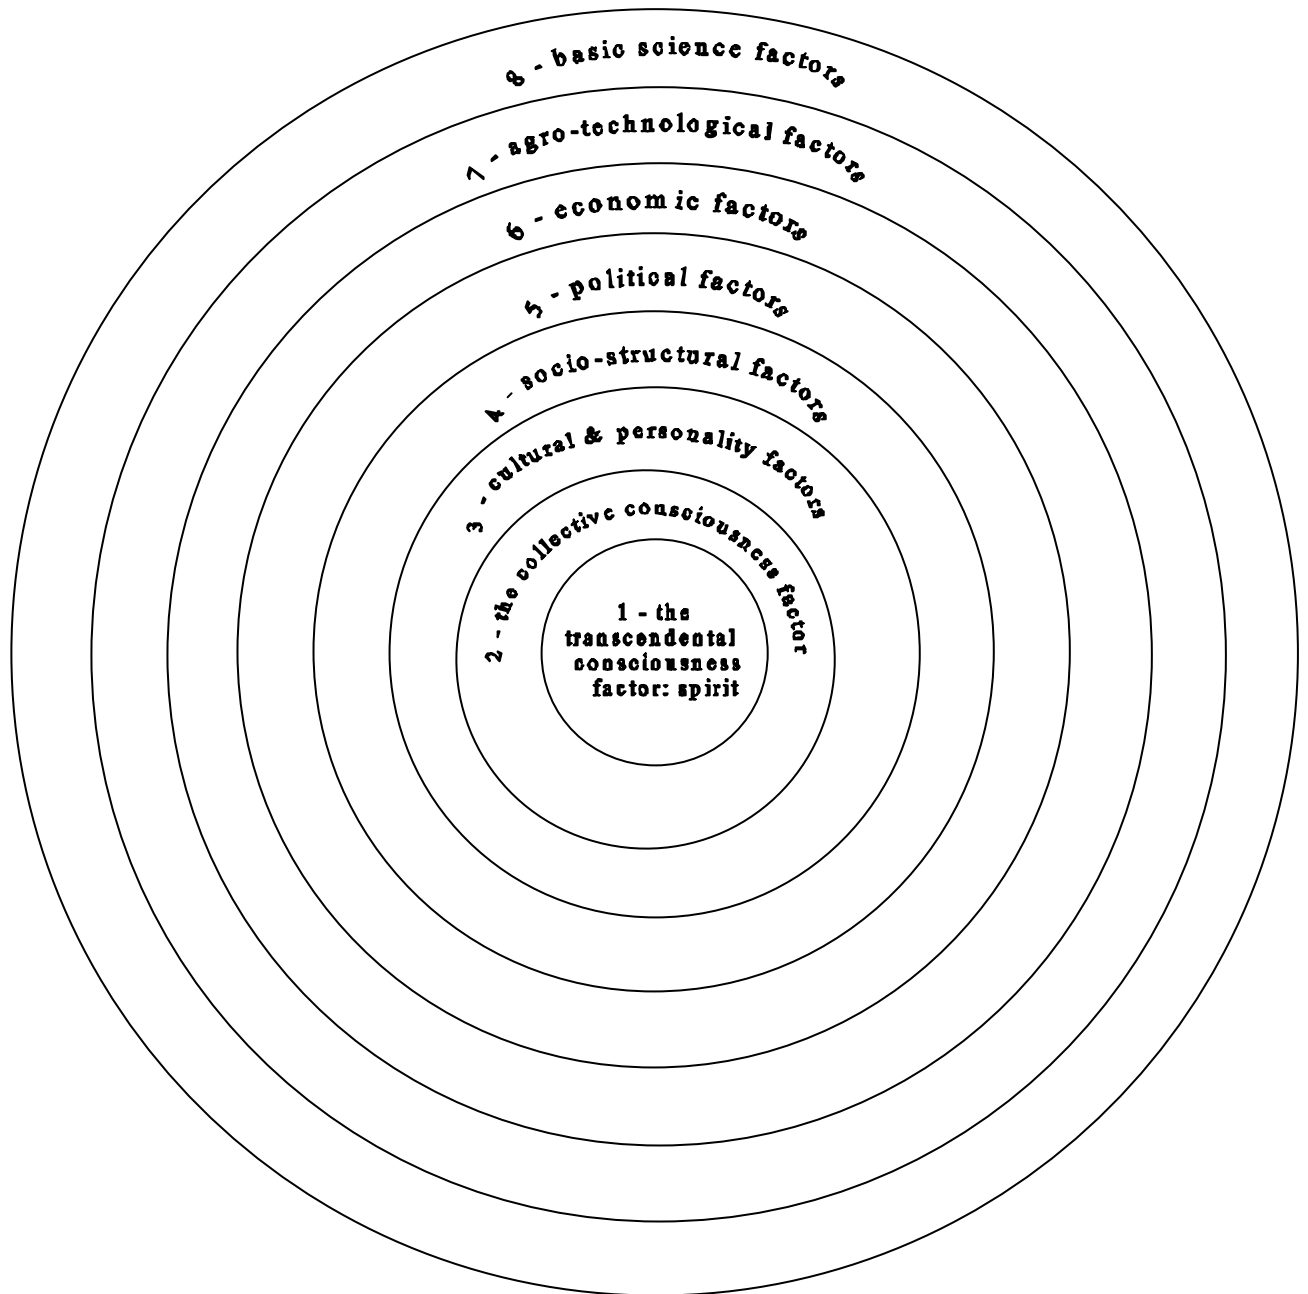 8 - basic science factors
7 - agro-technological factors
6 - economic factors
5 - political factors
4 - socio-structural factors
3 - cultural & personality factors
2 - the collective consciousness factor
1 - the
transcendental
consciousness
factor: spirit